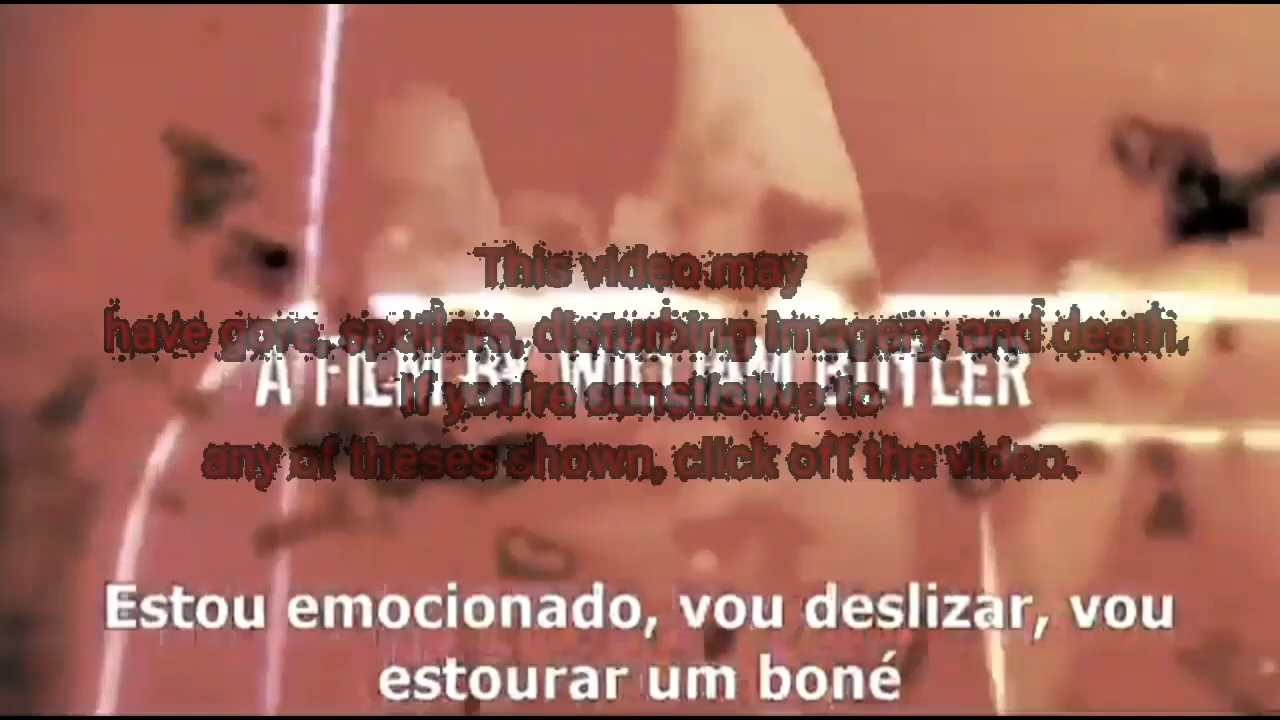 This video may
have gore, spoilers, disturbing imagery, and death,
A FILM BY WILLIAM BUTLER
If you're senstistive to
any of theses shown, click off the video.
Estou emocionado, vou deslizar, vou
estourar um boné